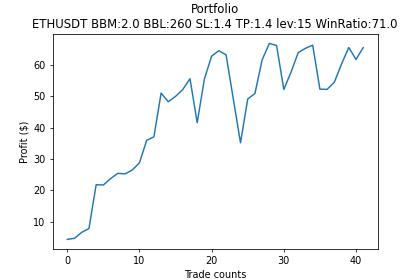 Portfolio
ETHUSDT BBM:2.0 BBL:260 SL:1.4 TP:1.4 lev:15 WinRatio:71.0
Profit ($)
60
50
40
30
20
10
0
10
20
30
40
Trade counts